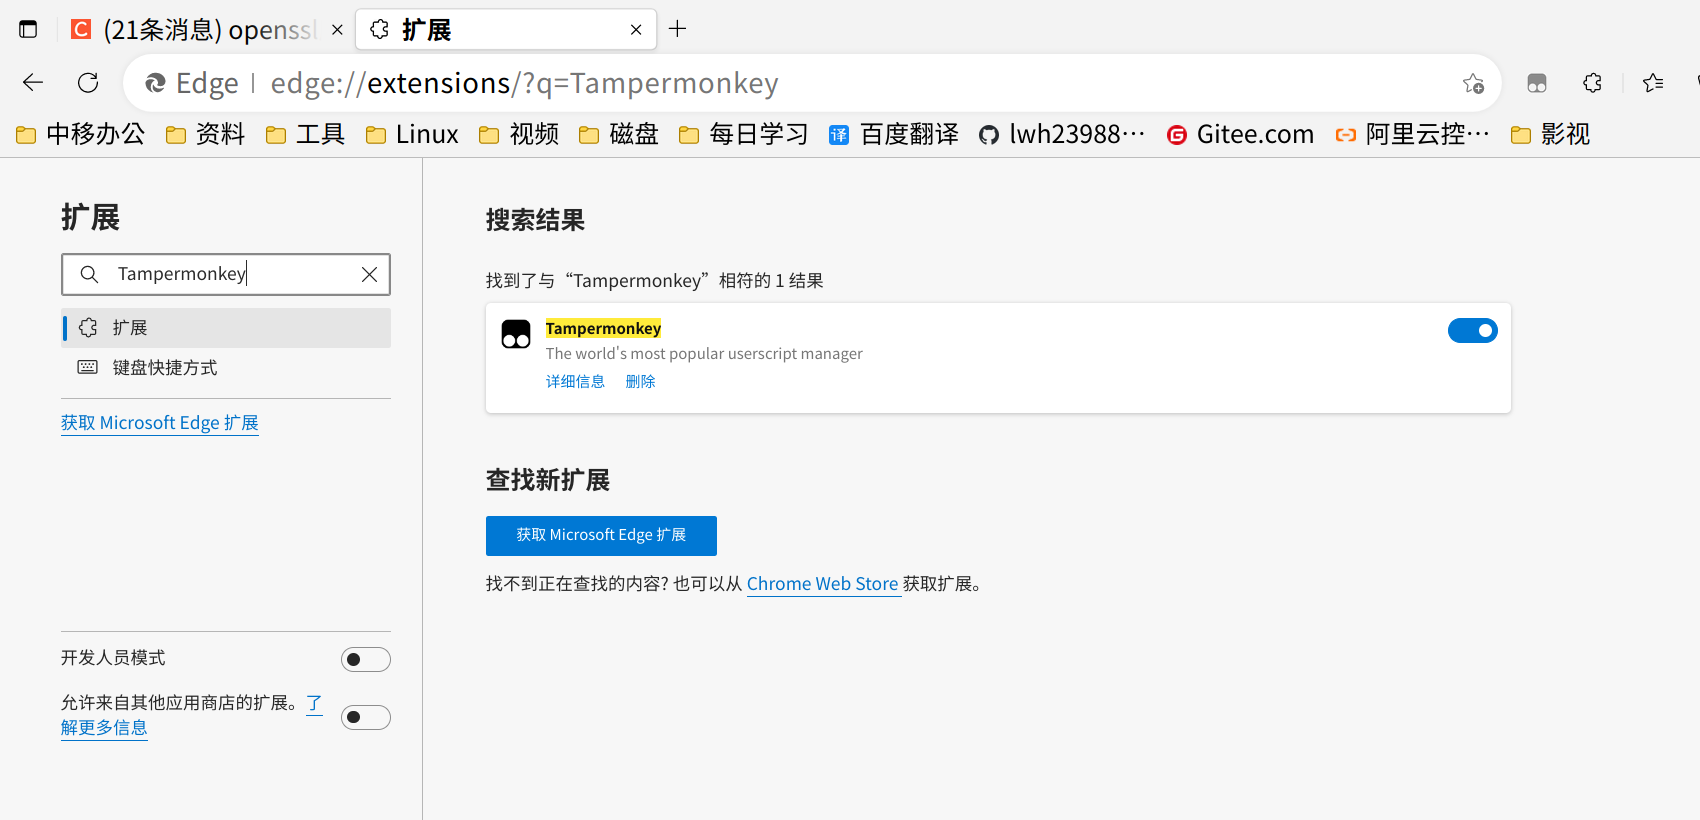 (21条消息) openssl
扩展
Edge
edge://extensions/?q=Tampermonkey
中移办公 资料 工具 Linux 视频 磁盘 每日学习 百度翻译 lwh23988… Gitee.com 阿里云控… 影视
扩展
Tampermonkey
扩展
键盘快捷方式
获取 Microsoft Edge 扩展
开发人员模式
允许来自其他应用商店的扩展。了
解更多信息
搜索结果
找到了与“Tampermonkey”相符的 1 结果
Tampermonkey
The world's most popular userscript manager
详细信息 删除
查找新扩展
获取 Microsoft Edge 扩展
找不到正在查找的内容? 也可以从 Chrome Web Store 获取扩展。